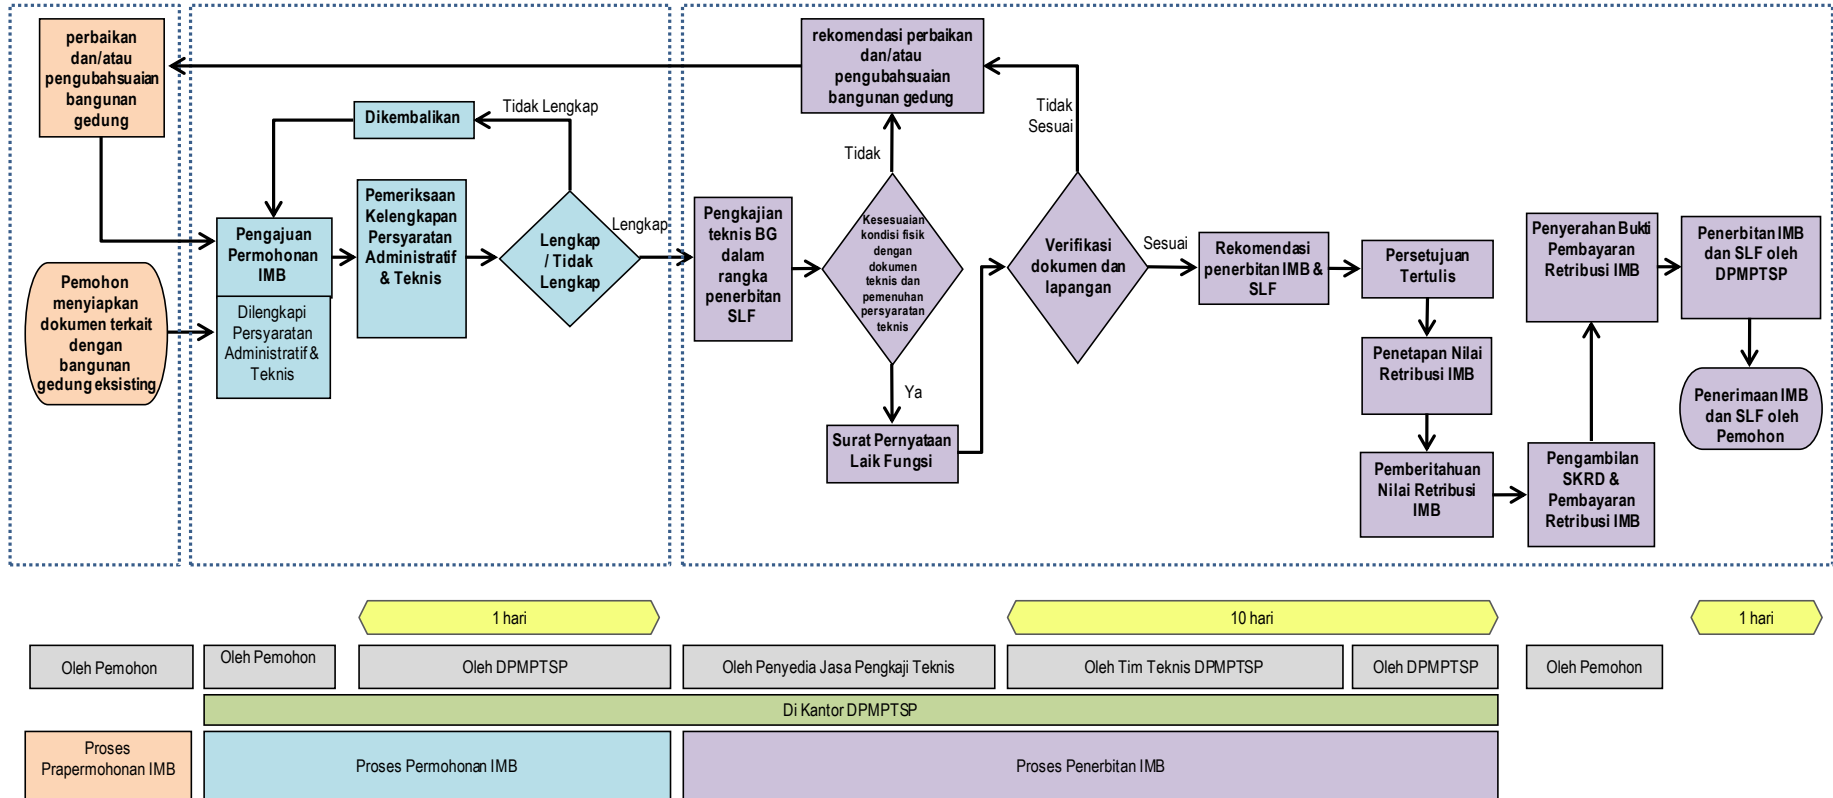 perbaikan
dan/atau
pengubahsuaian
bangunan
gedung
Pemohon
menyiapkan
dokumen terkait
dengan
bangunan
gedung eksisting
Dikembalikan
Tidak Lengkap
Pengajuan
Permohonan
IMB
Dilengkapi
Persyaratan
Administratif &
Teknis
Pemeriksaan
Kelengkapan
Persyaratan
Administratif
& Teknis
Lengkap
/ Tidak
Lengkap
Lengkap
rekomendasi perbaikan
dan/atau
pengubahsuaian
bangunan gedung
Tidak
Tidak
Sesuai
Pengkajian
teknis BG
dalam
rangka
penerbitan
SLF
Kesesuaian
kondisi fisik
dengan
dokumen
teknis dan
pemenuhan
persyaratan
teknis
Ya
Surat Pernyataan
Laik Fungsi
Verifikasi
dokumen dan
lapangan
Sesuai
Rekomendasi
penerbitan IMB &
SLF
Persetujuan
Tertulis
Penetapan Nilai
Retribusi IMB
Pemberitahuan
Nilai Retribusi
IMB
Pengambilan
SKRD &
Pembayaran
Retribusi IMB
Penyerahan Bukti
Pembayaran
Retribusi IMB
Penerbitan IMB
dan SLF oleh
DPMPTSP
Penerimaan IMB
dan SLF oleh
Pemohon
1 hari
10 hari
1 hari
Oleh Pemohon
Oleh Pemohon
Oleh DPMPTSP
Oleh Penyedia Jasa Pengkaji Teknis
Oleh Tim Teknis DPMPTSP
Oleh DPMPTSP
Oleh Pemohon
Di Kantor DPMPTSP
Proses
Prapermohonan IMB
Proses Permohonan IMB
Proses Penerbitan IMB